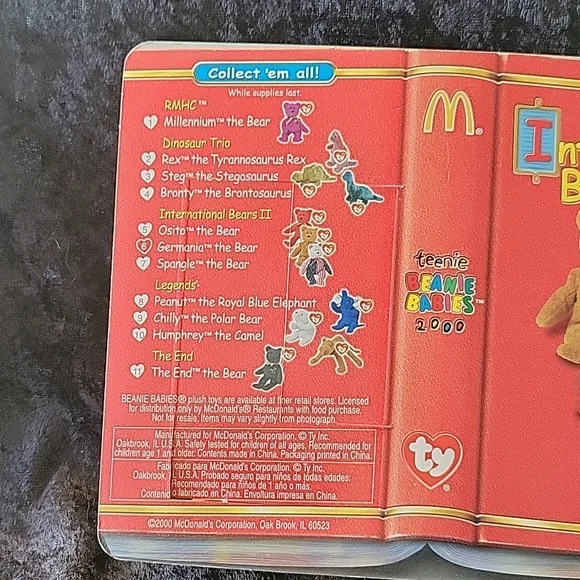 Collect 'em all!
While supplies last.
RMHC™
1 Millennium™ the Bear
Dinosaur Trio
2 Rex™ the Tyrannosaurus Rex
3 Steg™ the Stegosaurus
4 Bronty™ the Brontosaurus
International Bears II
5 Osito™ the Bear
6 Germania™ the Bear
7 Spangle™ the Bear
Legends
8 Peanut™ the Royal Blue Elephant
9 Chilly™ the Polar Bear
10 Humphrey™ the Camel
The End
11 The End™ the Bear
BEANIE BABIES® plush toys are available at finer retail stores. Licensed
for distribution only by McDonald's® Restaurants with food purchase.
Not for resale. Items may vary slightly from photograph.
Manufactured for McDonald's Corporation, © Ty Inc.
Oakbrook, IL U.S.A. Safety tested for children of all ages. Recommended for
children age 1 and older. Contents made in China. Packaging printed in China.
Fabricado para McDonald's Corporation. © Ty Inc.
Oakbrook, IL U.S.A. Probado seguro para niños de todas edades.
Recomendado para niños de 1 año o más.
Contenido fabricado en China. Envoltura impresa en China.
©2000 McDonald's Corporation, Oak Brook, IL 60523
M®
teenie
BEANIE
BABIES™
2000
ty®
Int
B